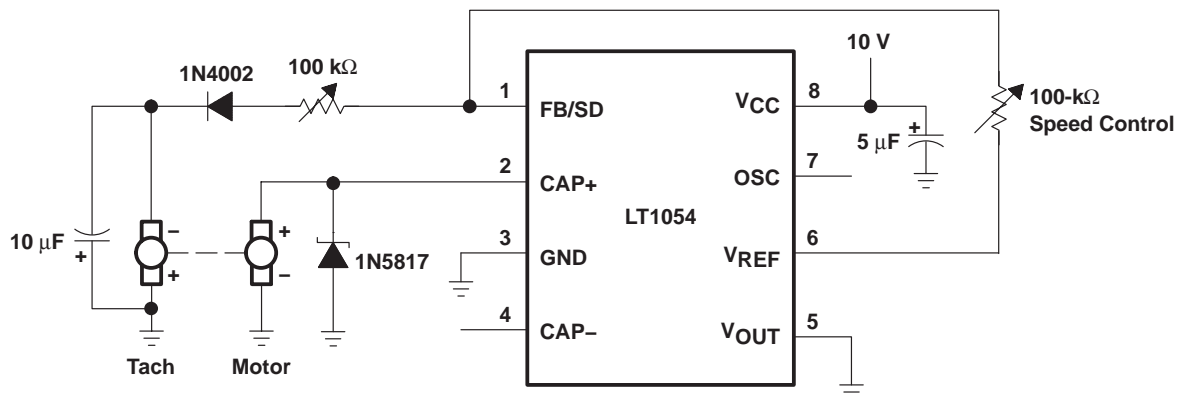 10 V
1N4002
100 kΩ
1
FB/SD
VCC
8
100-kΩ
Speed Control
5 µF
+
2
CAP+
OSC
7
LT1054
10 µF
+
−
+
+
−
1N5817
3
GND
VREF
6
4
CAP−
VOUT
5
Tach
Motor